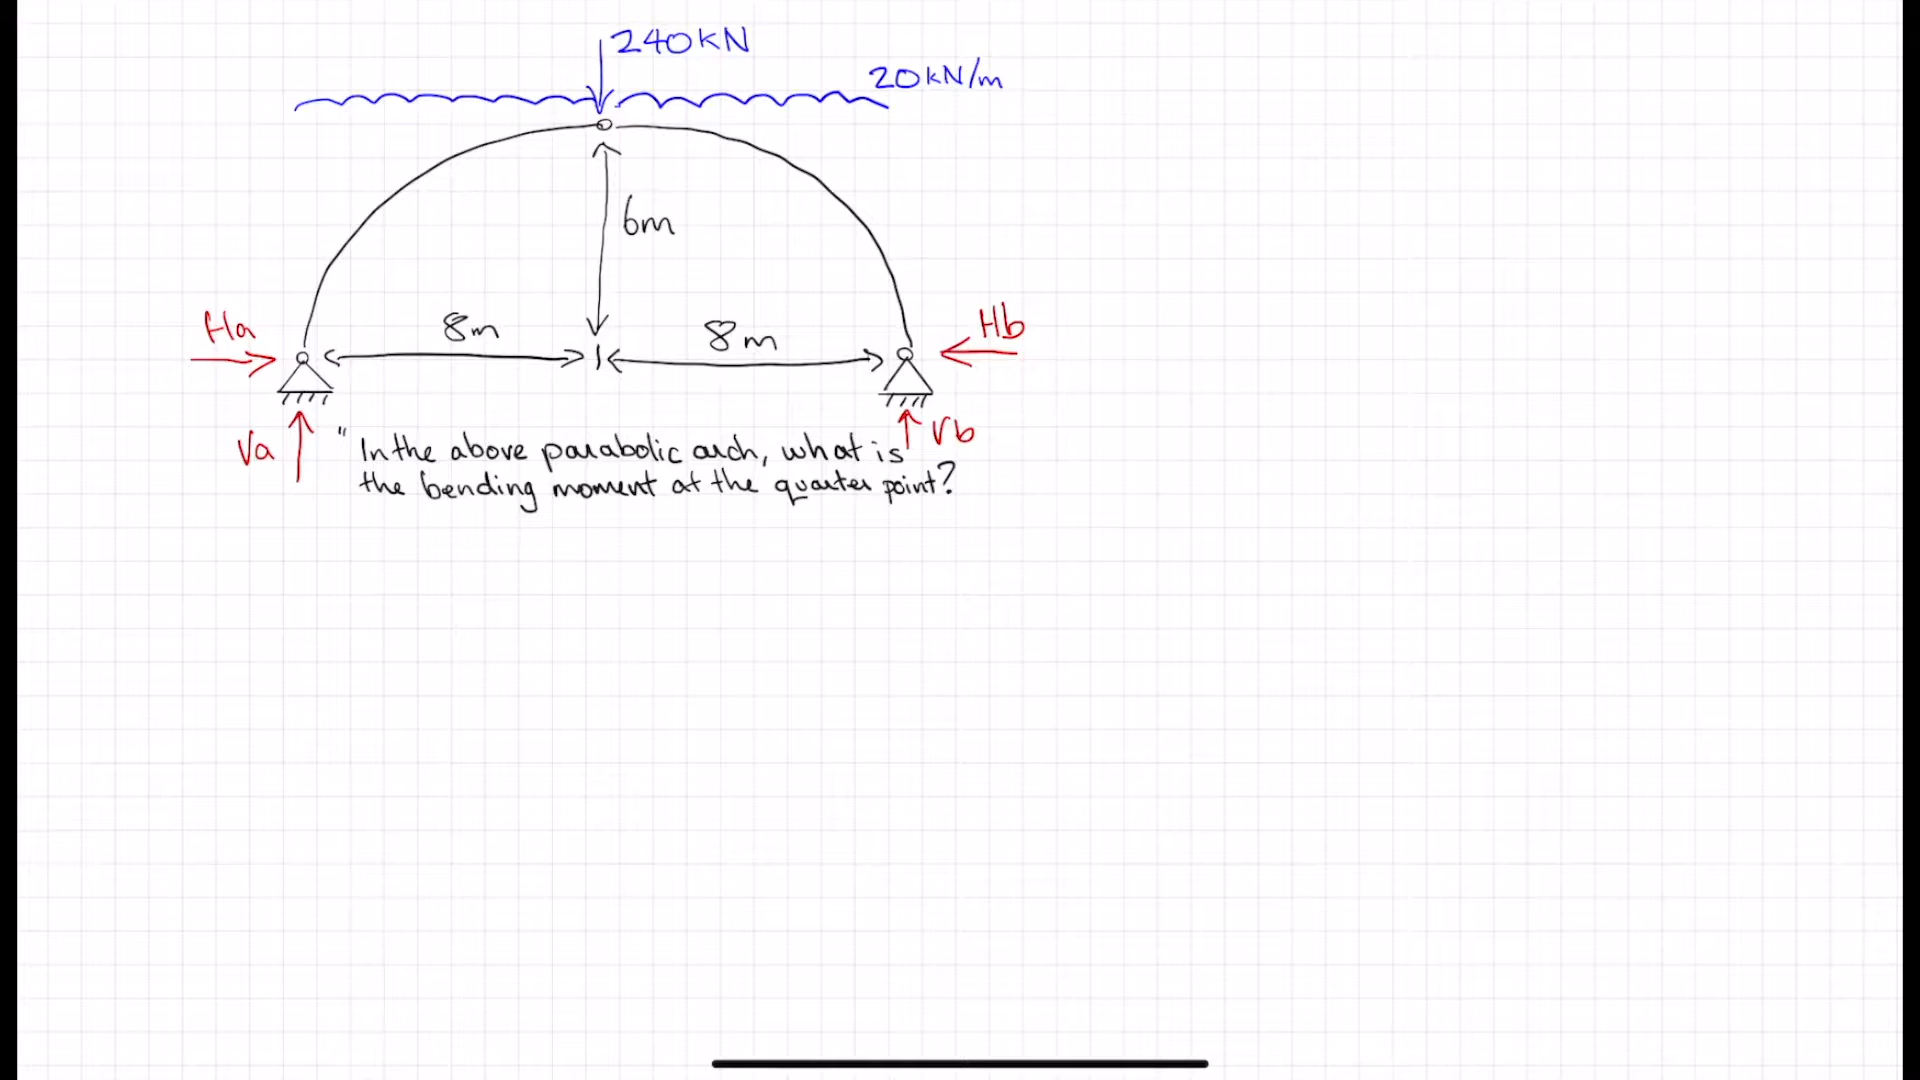 240kN
20kN/m
6m
8m
8m
Ha
Hb
Va
Vb
"In the above parabolic arch, what is
the bending moment at the quarter point?